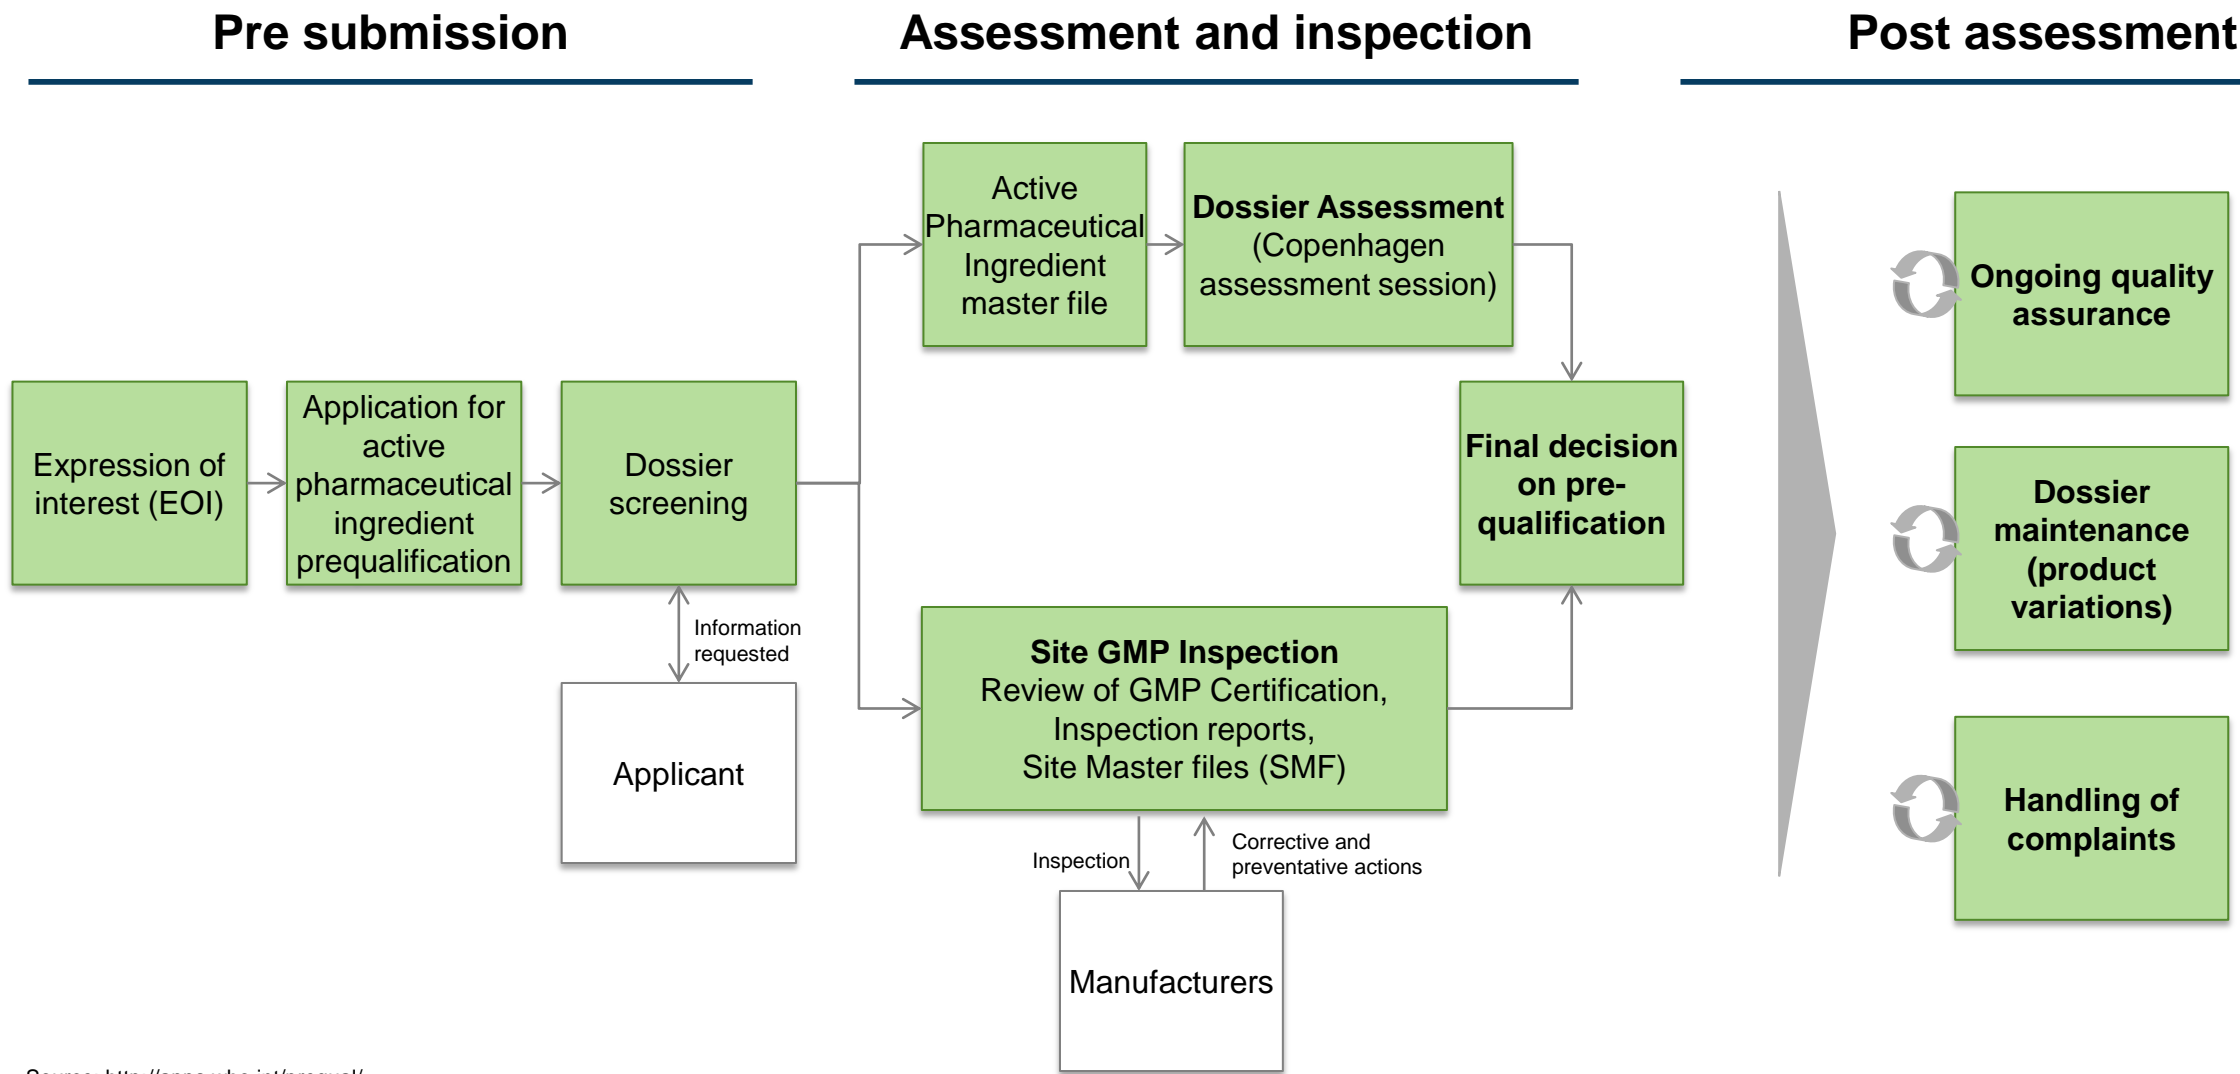 Pre submission
Assessment and inspection
Post assessment
Expression of
interest (EOI)
Application for
active
pharmaceutical
ingredient
prequalification
Dossier
screening
Information
requested
Applicant
Active
Pharmaceutical
Ingredient
master file
Dossier Assessment
(Copenhagen
assessment session)
Site GMP Inspection
Review of GMP Certification,
Inspection reports,
Site Master files (SMF)
Inspection
Corrective and
preventative actions
Manufacturers
Final decision
on pre-
qualification
Ongoing quality
assurance
Dossier
maintenance
(product
variations)
Handling of
complaints